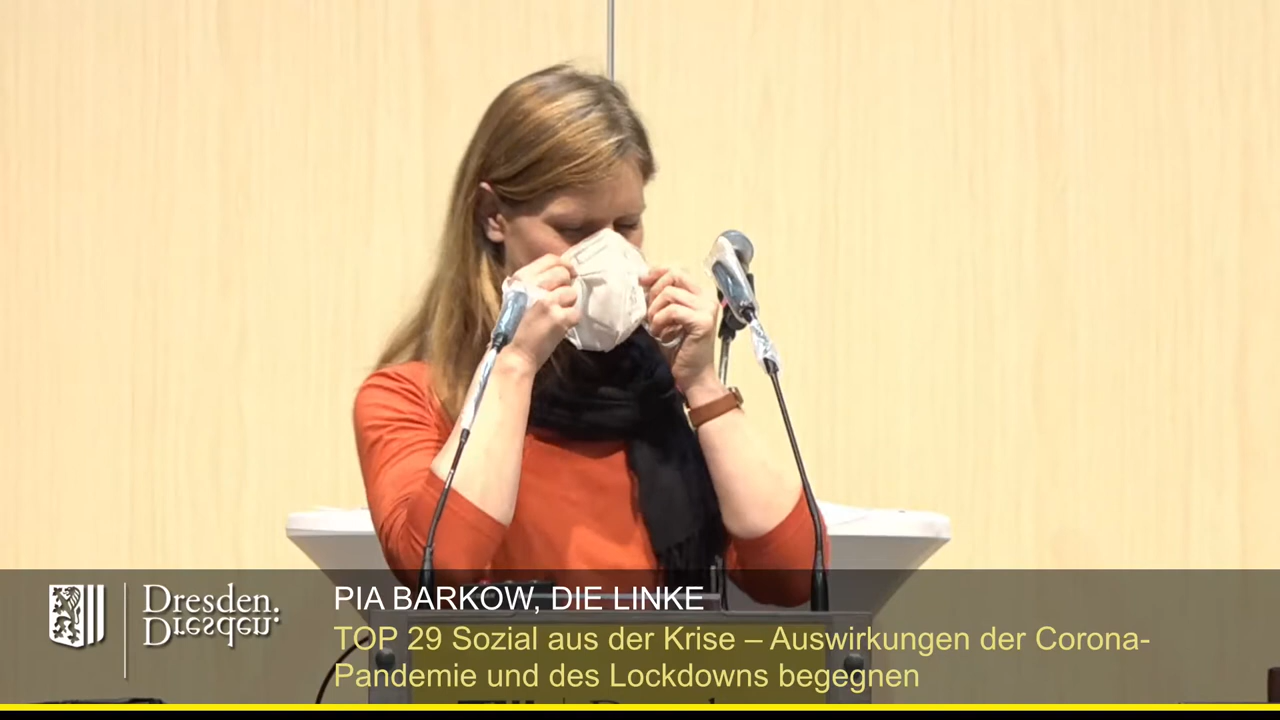 Dresden.
Dresden.
PIA BARKOW, DIE LINKE
TOP 29 Sozial aus der Krise – Auswirkungen der Corona-
Pandemie und des Lockdowns begegnen